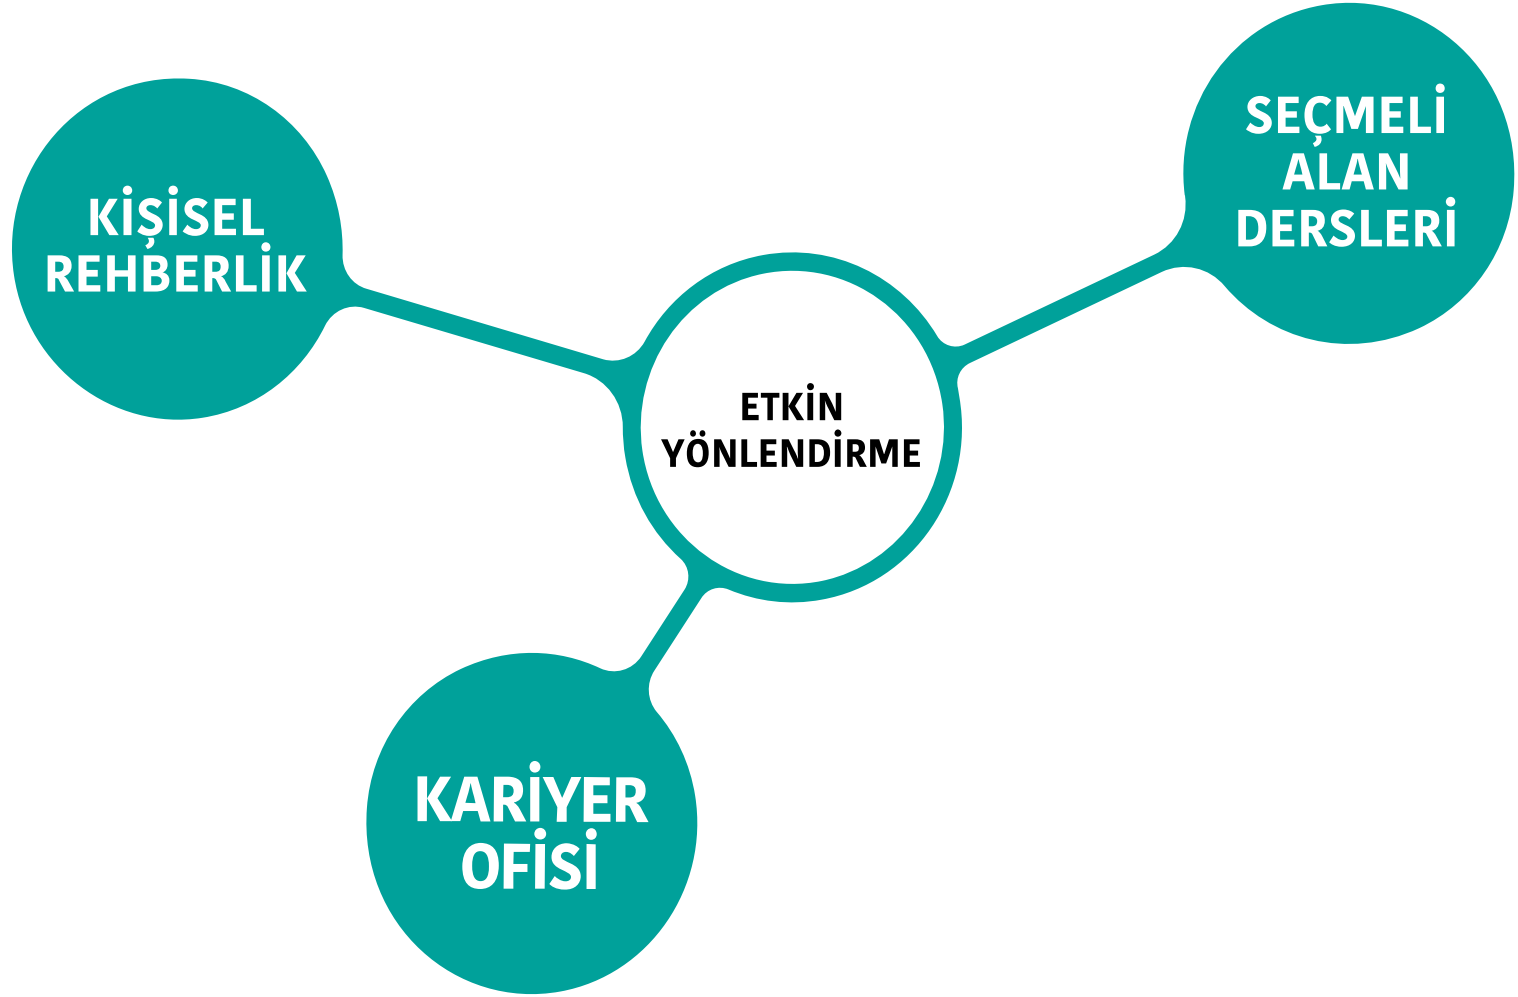 KİŞİSEL
REHBERLİK
SEÇMELİ
ALAN
DERSLERİ
ETKİN
YÖNLENDİRME
KARİYER
OFİSİ